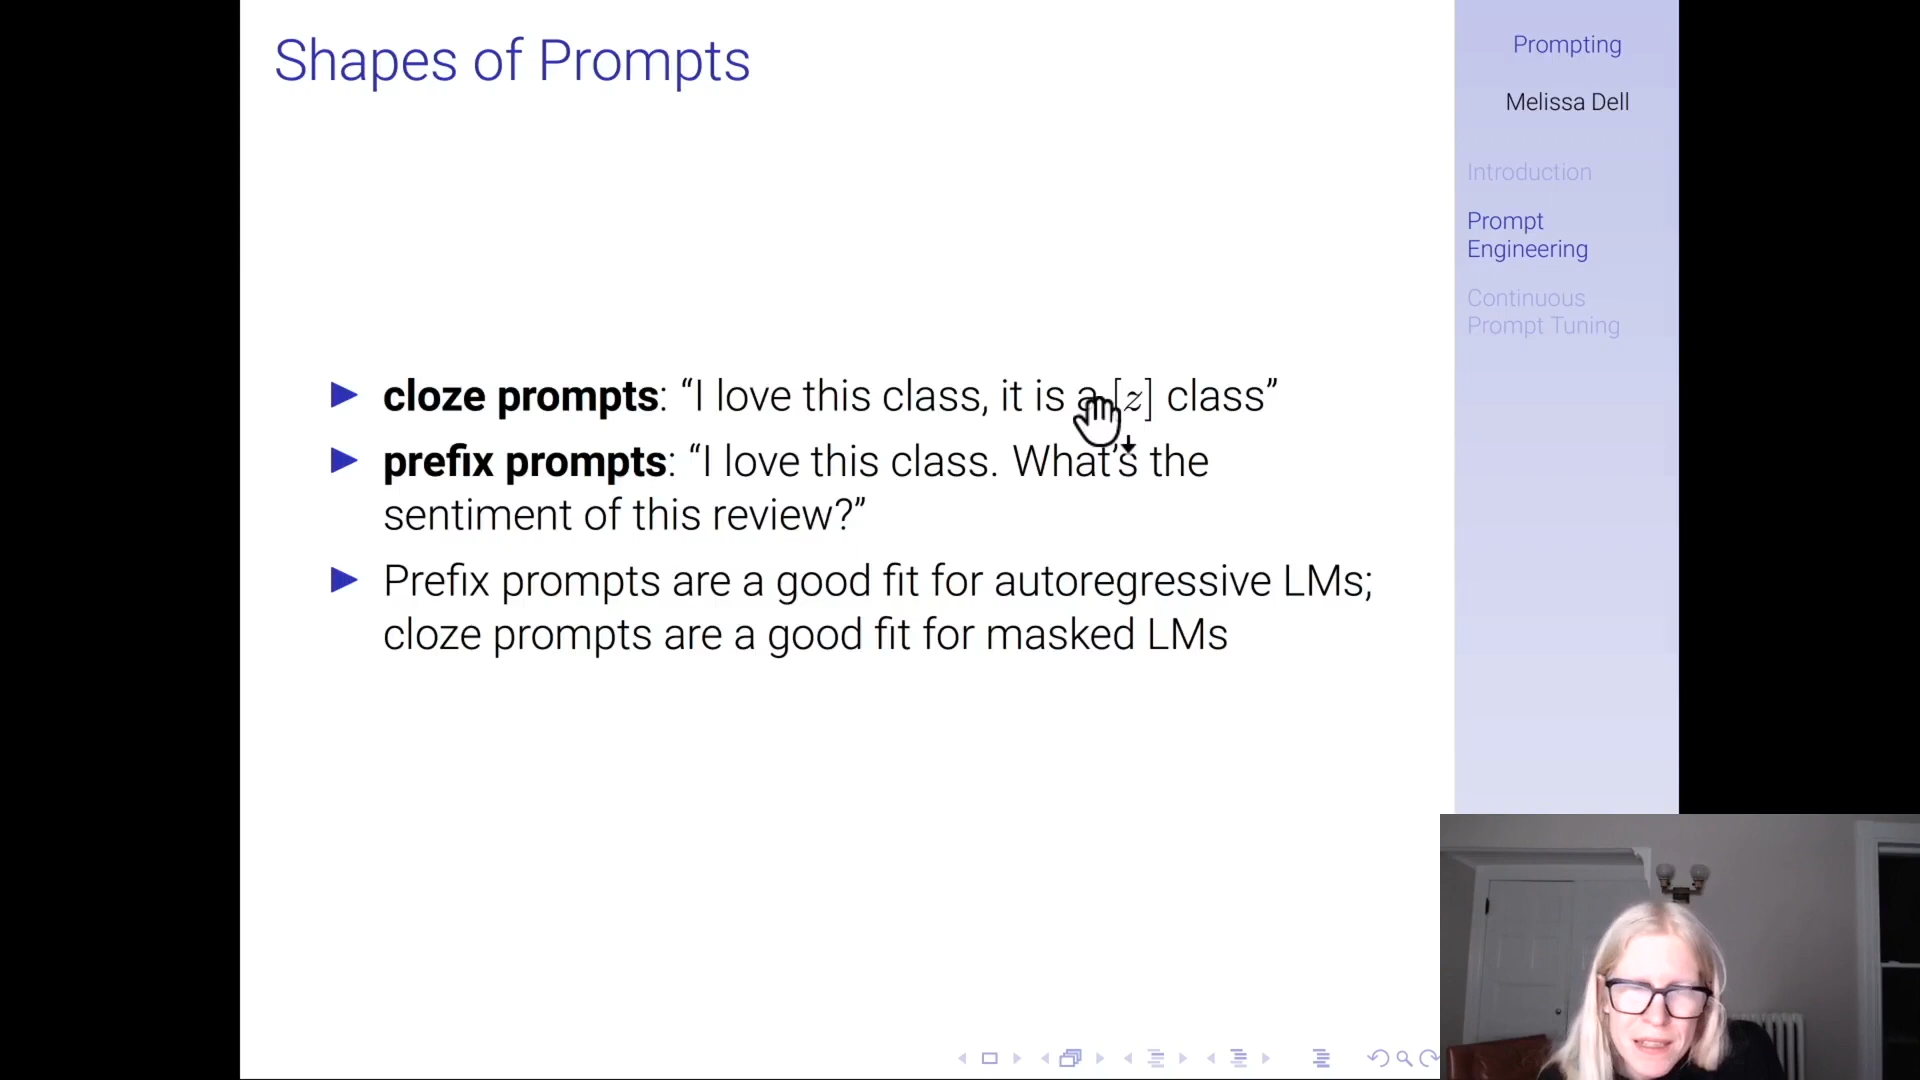 Shapes of Prompts
cloze prompts: “I love this class, it is a [z] class”
prefix prompts: “I love this class. What’s the
sentiment of this review?”
Prefix prompts are a good fit for autoregressive LMs;
cloze prompts are a good fit for masked LMs
Prompting
Melissa Dell
Introduction
Prompt
Engineering
Continuous
Prompt Tuning